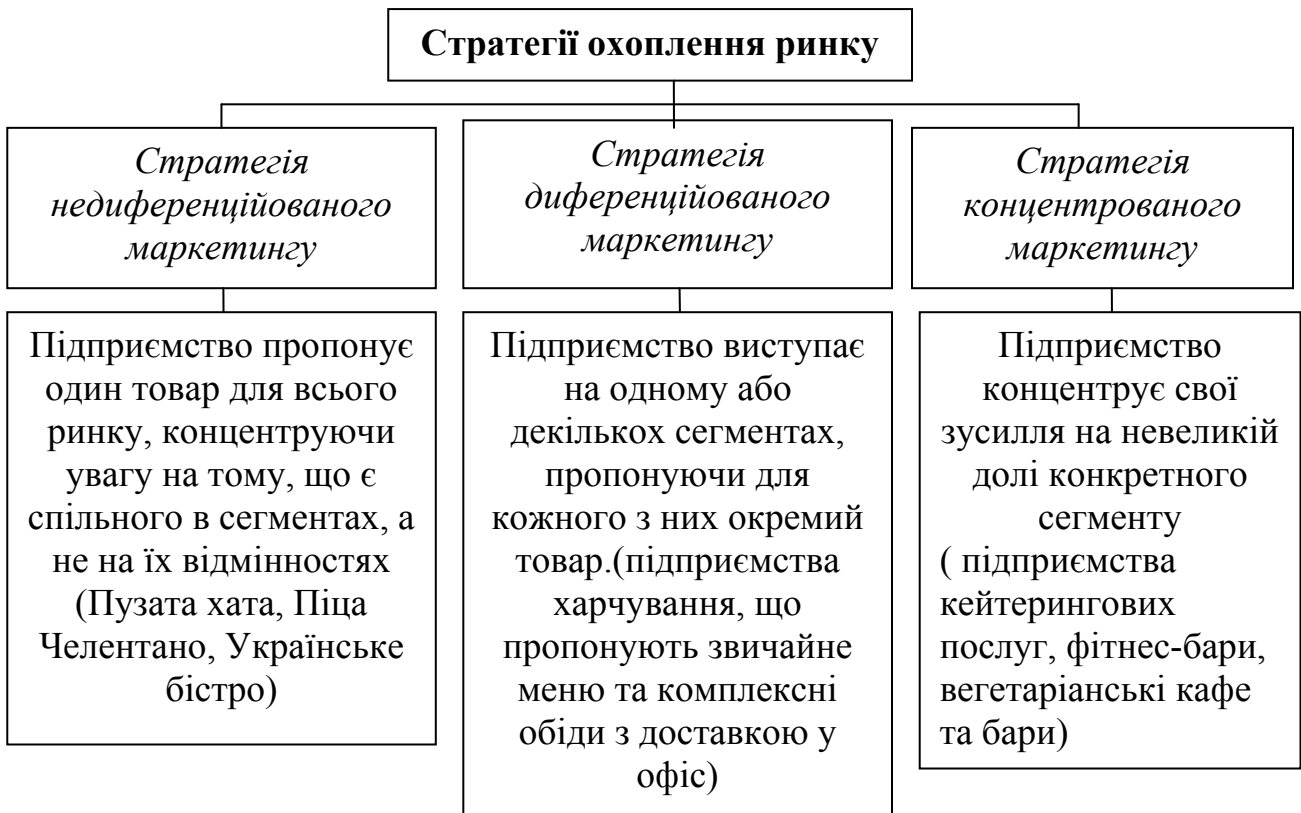 Стратегії охоплення ринку
Стратегія
недиференційованого
маркетингу
Стратегія
диференційованого
маркетингу
Стратегія
концентрованого
маркетингу
Підприємство пропонує
один товар для всього
ринку, концентруючи
увагу на тому, що є
спільного в сегментах, а
не на їх відмінностях
(Пузата хата, Піца
Челентано, Українське
бістро)
Підприємство виступає
на одному або
декількох сегментах,
пропонуючи для
кожного з них окремий
товар.(підприємства
харчування, що
пропонують звичайне
меню та комплексні
обіди з доставкою у
офіс)
Підприємство
концентрує свої
зусилля на невеликій
долі конкретного
сегменту
( підприємства
кейтерингових
послуг, фітнес-бари,
вегетаріанські кафе
та бари)